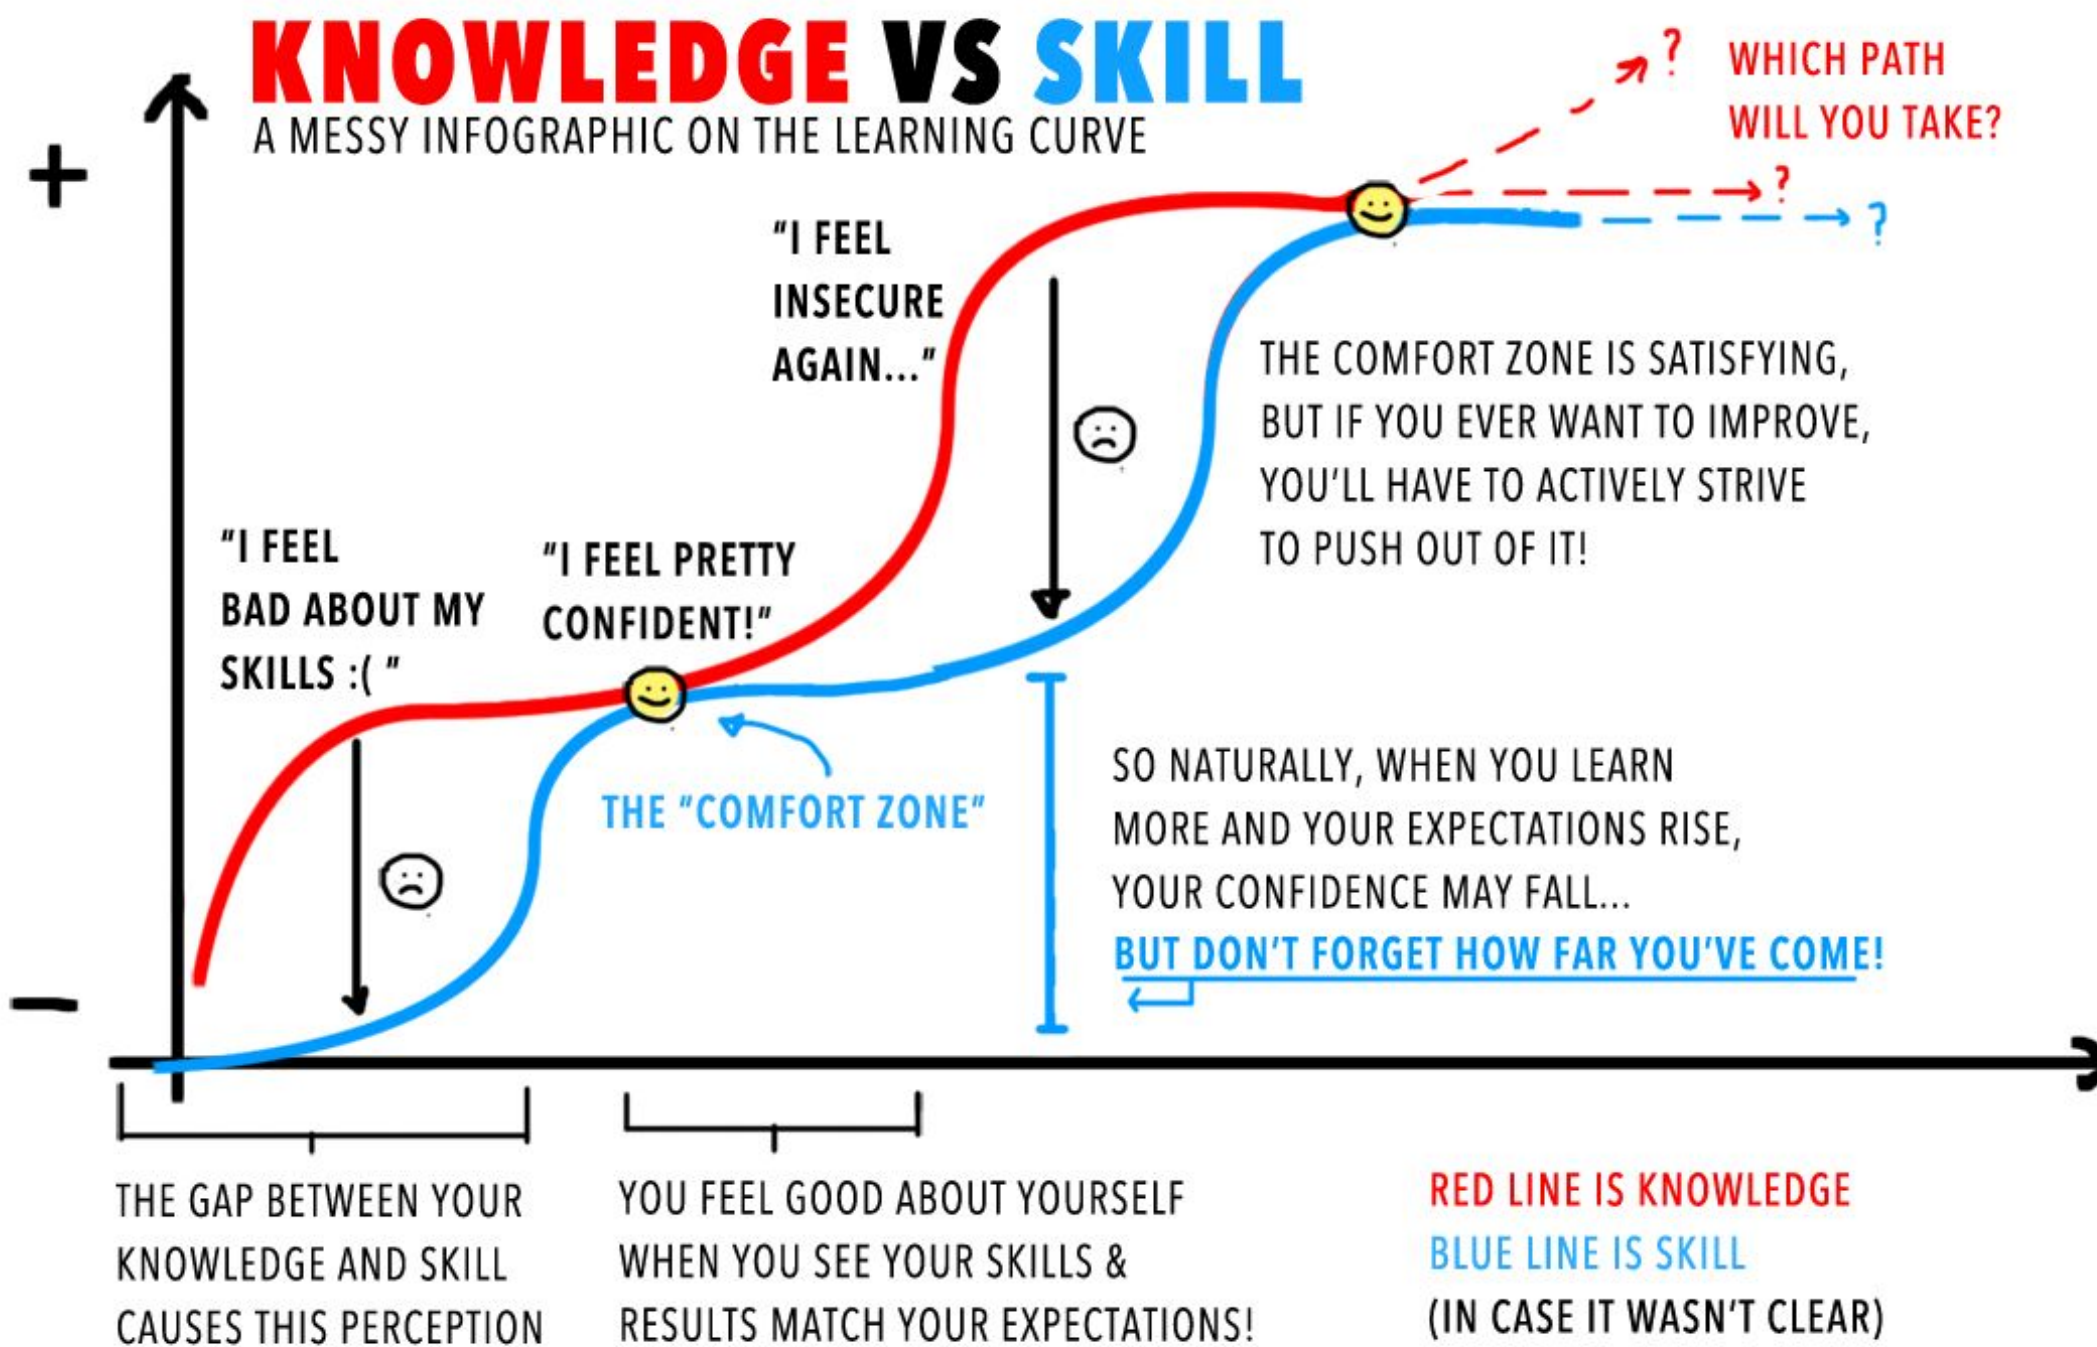 KNOWLEDGE VS SKILL
A MESSY INFOGRAPHIC ON THE LEARNING CURVE
+
? WHICH PATH
WILL YOU TAKE?
?
?
"I FEEL
INSECURE
AGAIN..."
THE COMFORT ZONE IS SATISFYING,
BUT IF YOU EVER WANT TO IMPROVE,
YOU'LL HAVE TO ACTIVELY STRIVE
TO PUSH OUT OF IT!
"I FEEL
BAD ABOUT MY
SKILLS :( "
"I FEEL PRETTY
CONFIDENT!"
THE "COMFORT ZONE"
SO NATURALLY, WHEN YOU LEARN
MORE AND YOUR EXPECTATIONS RISE,
YOUR CONFIDENCE MAY FALL...
BUT DON'T FORGET HOW FAR YOU'VE COME!
–
THE GAP BETWEEN YOUR
KNOWLEDGE AND SKILL
CAUSES THIS PERCEPTION
YOU FEEL GOOD ABOUT YOURSELF
WHEN YOU SEE YOUR SKILLS &
RESULTS MATCH YOUR EXPECTATIONS!
RED LINE IS KNOWLEDGE
BLUE LINE IS SKILL
(IN CASE IT WASN'T CLEAR)